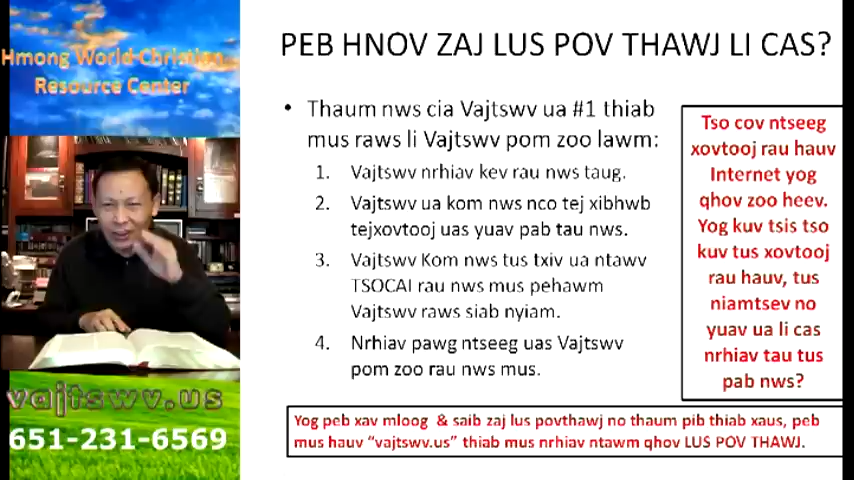 Hmong World Christian
Resource Center
vajtswv.us
651-231-6569
PEB HNOV ZAJ LUS POV THAWJ LI CAS?
• Thaum nws cia Vajtswv ua #1 thiab
mus raws li Vajtswv pom zoo lawm:
1. Vajtswv nrhiav kev rau nws taug.
2. Vajtswv ua kom nws nco tej xibhwb
tejxovtooj uas yuav pab tau nws.
3. Vajtswv Kom nws tus txiv ua ntawv
TSOCAI rau nws mus pehawm
Vajtswv raws siab nyiam.
4. Nrhiav pawg ntseeg uas Vajtswv
pom zoo rau nws mus.
Tso cov ntseeg
xovtooj rau hauv
Internet yog
qhov zoo heev.
Yog kuv tsis tso
kuv tus xovtooj
rau hauv, tus
niamtsev no
yuav ua li cas
nrhiav tau tus
pab nws?
Yog peb xav mloog & saib zaj lus povthawj no thaum pib thiab xaus, peb
mus hauv "vajtswv.us" thiab mus nrhiav ntawm qhov LUS POV THAWJ.